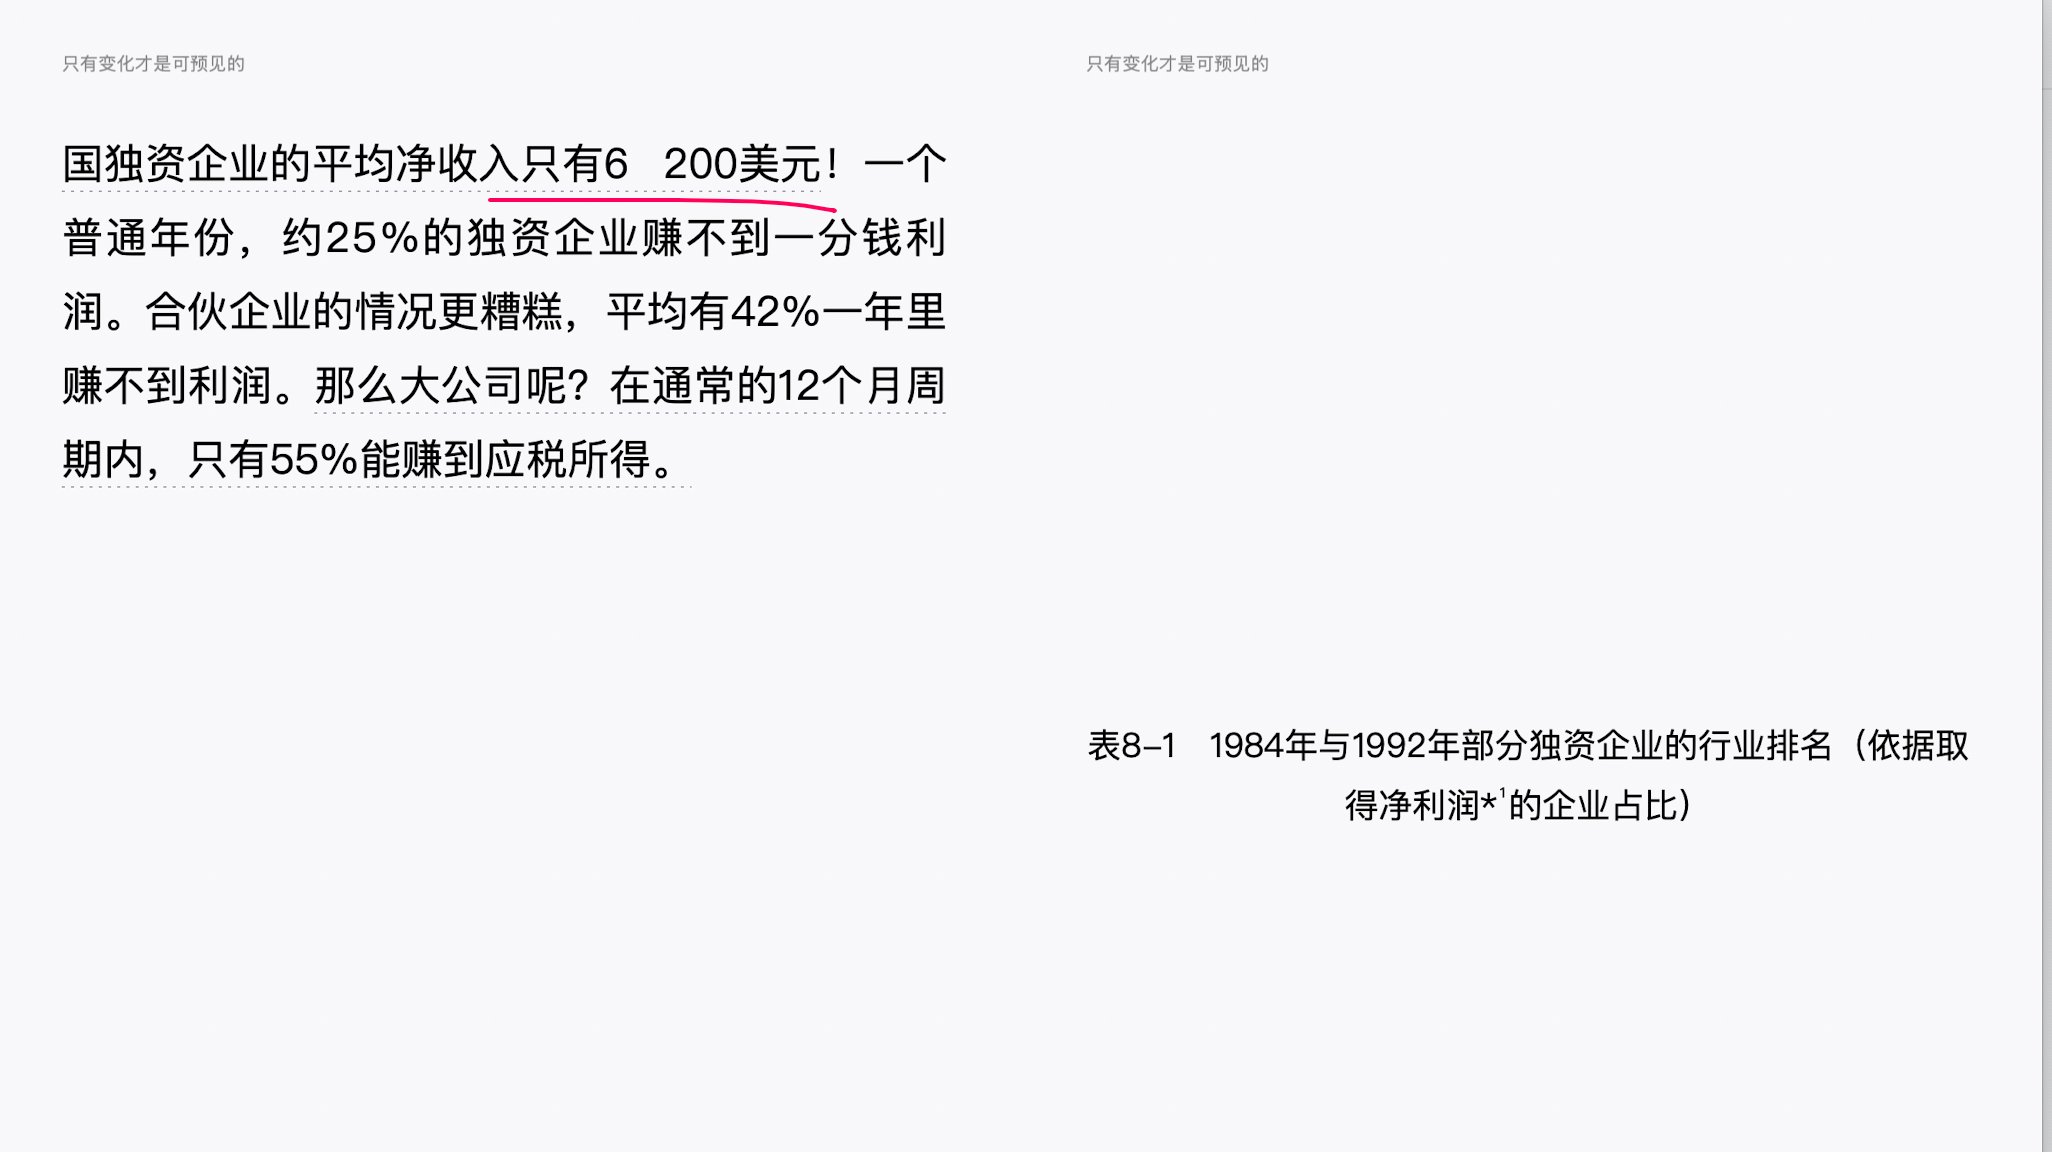 只有变化才是可预见的
国独资企业的平均净收入只有6 200美元！一个
普通年份，约25%的独资企业赚不到一分钱利
润。合伙企业的情况更糟糕，平均有42%一年里
赚不到利润。那么大公司呢？在通常的12个月周
期内，只有55%能赚到应税所得。
只有变化才是可预见的
表8–1 1984年与1992年部分独资企业的行业排名（依据取
得净利润*¹的企业占比）